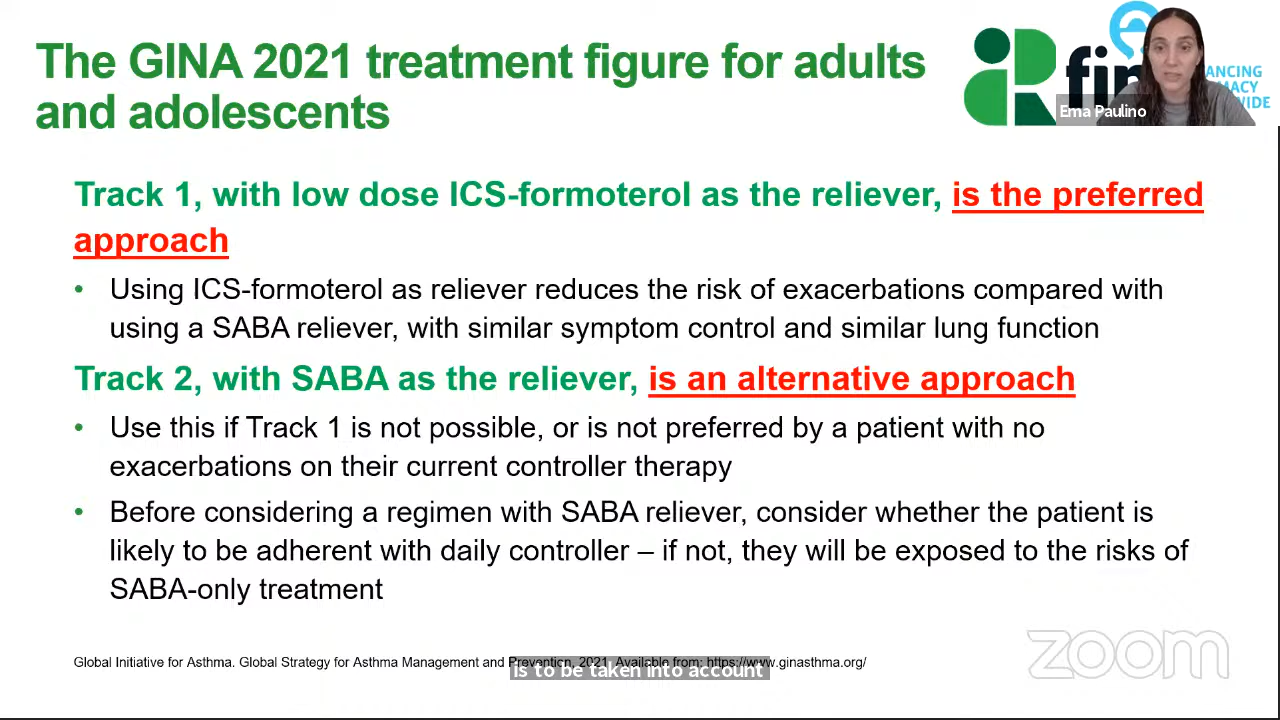 The GINA 2021 treatment figure for adults
and adolescents
fip
ANCING
MACY
WIDE
Ema Paulino
Track 1, with low dose ICS-formoterol as the reliever, is the preferred
approach
• Using ICS-formoterol as reliever reduces the risk of exacerbations compared with
using a SABA reliever, with similar symptom control and similar lung function
Track 2, with SABA as the reliever, is an alternative approach
• Use this if Track 1 is not possible, or is not preferred by a patient with no
exacerbations on their current controller therapy
• Before considering a regimen with SABA reliever, consider whether the patient is
likely to be adherent with daily controller – if not, they will be exposed to the risks of
SABA-only treatment
zoom
Global Initiative for Asthma. Global Strategy for Asthma Management and Prevention, 2021. Available from: https://www.ginasthma.org/
is to be taken into account